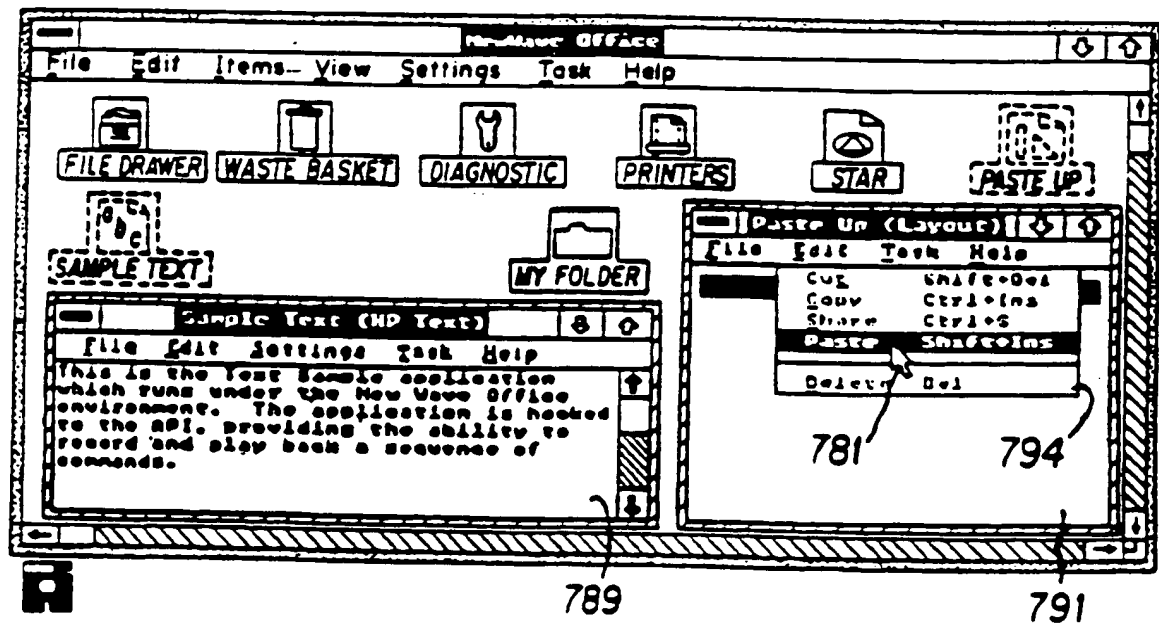 NewWave Office
File Edit Items View Settings Task Help
FILE DRAWER WASTE BASKET DIAGNOSTIC PRINTERS STAR PASTE UP
SAMPLE TEXT MY FOLDER
Paste Up (Layout)
File Edit Task Help
Cut Shift+Del
Copy Ctrl+Ins
Share Ctrl+S
Paste Shift+Ins
Delete Del
Sample Text (HP Text)
File Edit Settings Task Help
This is the Text Sample application
which runs under the New Wave Office
environment. The application is hooked
to the API, providing the ability to
record and play back a sequence of
commands.
781 794
789 791